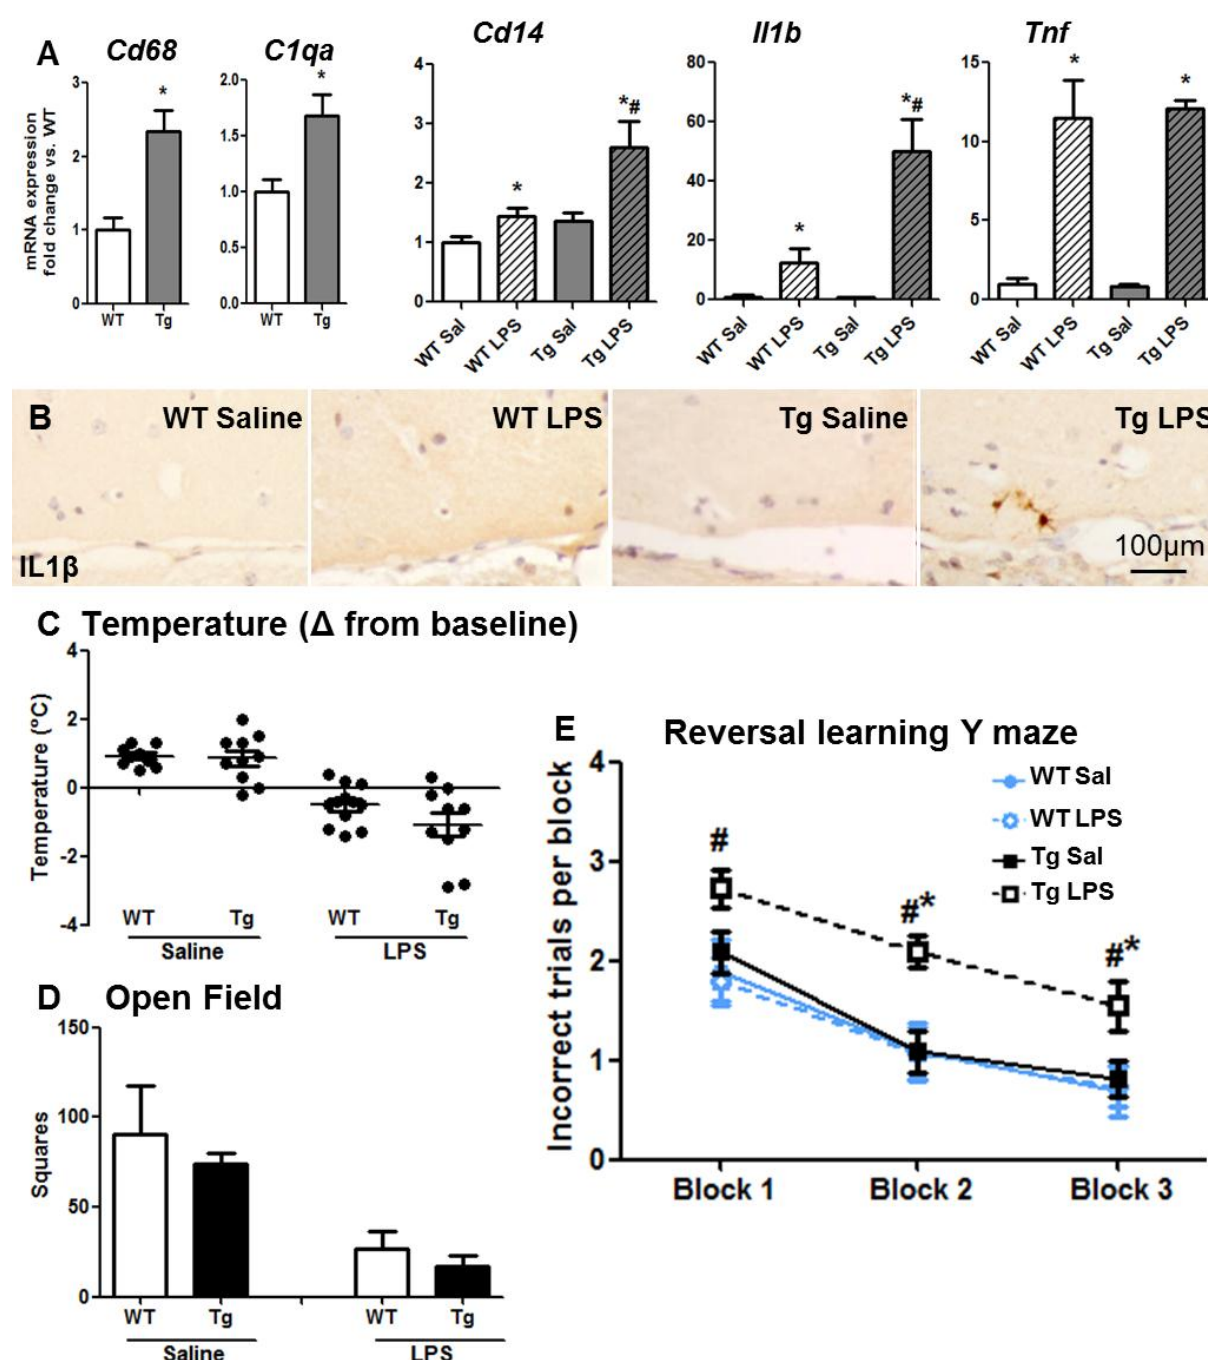 A
Cd68
C1qa
Cd14
Il1b
Tnf
mRNA expression
fold change vs. WT
3
2
1
0
WT
Tg
*
2.0
1.5
1.0
0.5
0.0
WT
Tg
*
4
3
2
1
0
*
*#
WT Sal
WT LPS
Tg Sal
Tg LPS
80
60
40
20
0
*
*#
WT Sal
WT LPS
Tg Sal
Tg LPS
15
10
5
0
*
*
WT Sal
WT LPS
Tg Sal
Tg LPS
B
WT Saline
WT LPS
Tg Saline
Tg LPS
IL1β
100µm
C Temperature (Δ from baseline)
Temperature (°C)
4
2
0
-2
-4
WT
Tg
WT
Tg
Saline
LPS
D Open Field
Squares
150
100
50
0
WT
Tg
WT
Tg
Saline
LPS
E Reversal learning Y maze
Incorrect trials per block
4
3
2
1
0
WT Sal
WT LPS
Tg Sal
Tg LPS
#
#*
#*
Block 1
Block 2
Block 3